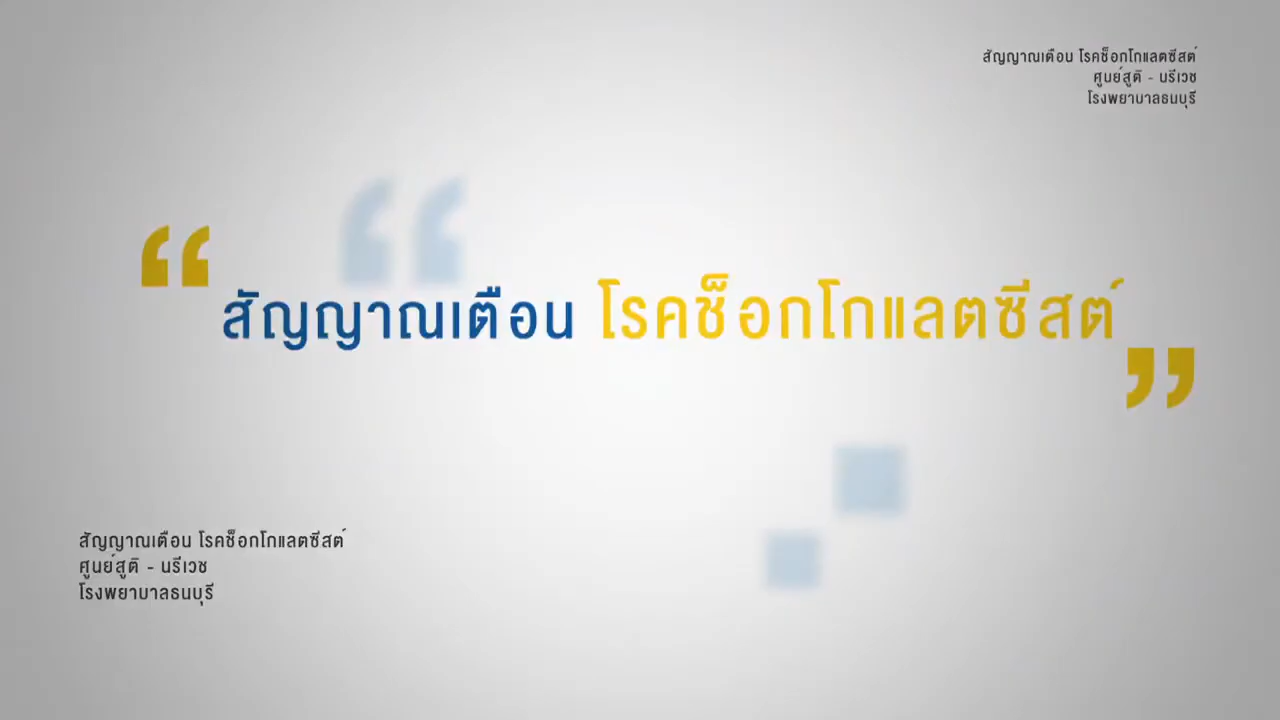 สัญญาณเตือน โรคช็อกโกแลตซีสต์
ศูนย์สูติ - นรีเวช
โรงพยาบาลธนบุรี
“สัญญาณเตือน โรคช็อกโกแลตซีสต์”
สัญญาณเตือน โรคช็อกโกแลตซีสต์
ศูนย์สูติ - นรีเวช
โรงพยาบาลธนบุรี